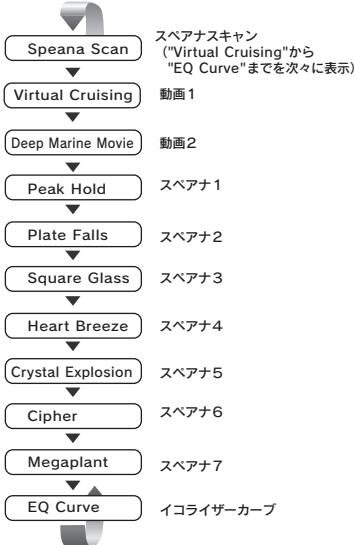 Speana Scan
スペアナスキャン
("Virtual Cruising"から
"EQ Curve"までを次々に表示)
Virtual Cruising
動画1
Deep Marine Movie
動画2
Peak Hold
スペアナ1
Plate Falls
スペアナ2
Square Glass
スペアナ3
Heart Breeze
スペアナ4
Crystal Explosion
スペアナ5
Cipher
スペアナ6
Megaplant
スペアナ7
EQ Curve
イコライザーカーブ